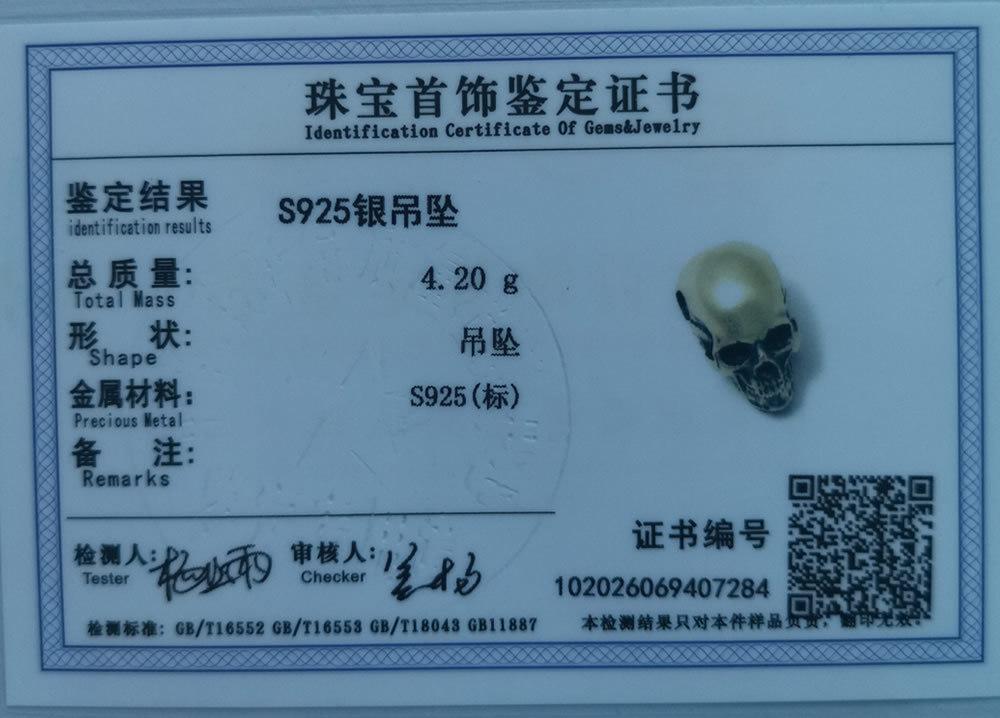 珠宝首饰鉴定证书
Identification Certificate Of Gems&Jewelry
鉴定结果
identification results
S925银吊坠
总质量: 4.20 g
Total Mass
形 状: 吊坠
Shape
金属材料: S925(标)
Precious Metal
备 注:
Remarks
检测人:
Tester
审核人:
Checker
证书编号
102026069407284
检测标准: GB/T16552 GB/T16553 GB/T18043 GB11887
本检测结果只对本件样品负责,翻印无效.